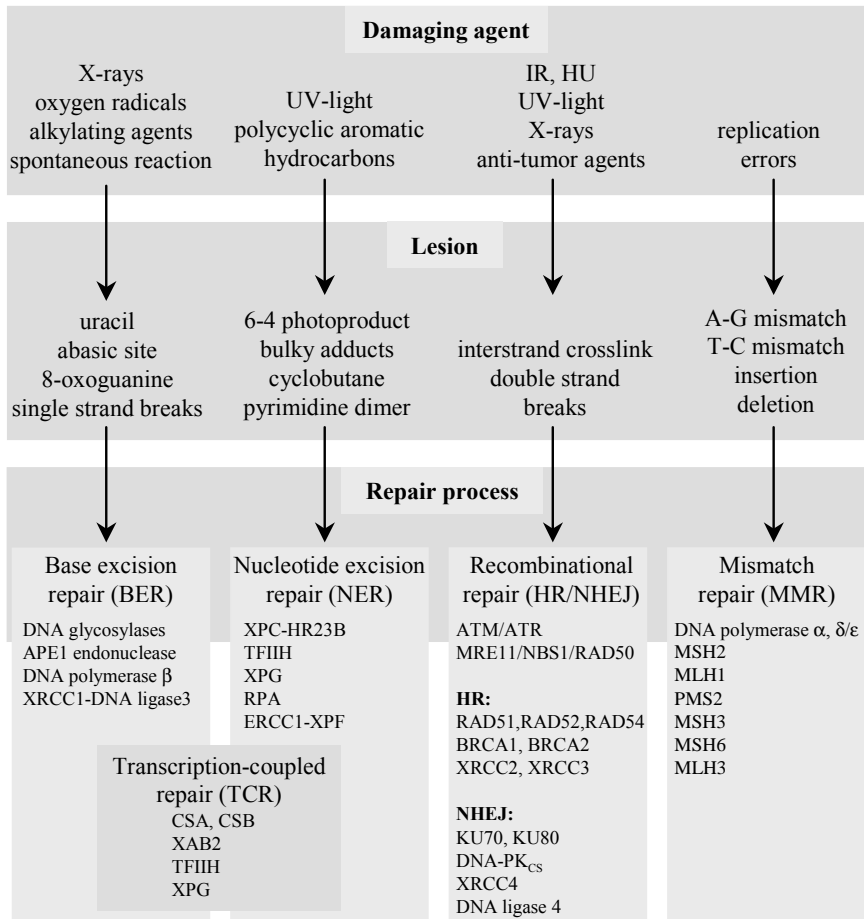 Damaging agent
X-rays
oxygen radicals
alkylating agents
spontaneous reaction
UV-light
polycyclic aromatic
hydrocarbons
IR, HU
UV-light
X-rays
anti-tumor agents
replication
errors
Lesion
uracil
abasic site
8-oxoguanine
single strand breaks
6-4 photoproduct
bulky adducts
cyclobutane
pyrimidine dimer
interstrand crosslink
double strand
breaks
A-G mismatch
T-C mismatch
insertion
deletion
Repair process
Base excision
repair (BER)
DNA glycosylases
APE1 endonuclease
DNA polymerase β
XRCC1-DNA ligase3
Nucleotide excision
repair (NER)
XPC-HR23B
TFIIH
XPG
RPA
ERCC1-XPF
Transcription-coupled
repair (TCR)
CSA, CSB
XAB2
TFIIH
XPG
Recombinational
repair (HR/NHEJ)
ATM/ATR
MRE11/NBS1/RAD50
HR:
RAD51,RAD52,RAD54
BRCA1, BRCA2
XRCC2, XRCC3
NHEJ:
KU70, KU80
DNA-PKCS
XRCC4
DNA ligase 4
Mismatch
repair (MMR)
DNA polymerase α, δ/ε
MSH2
MLH1
PMS2
MSH3
MSH6
MLH3